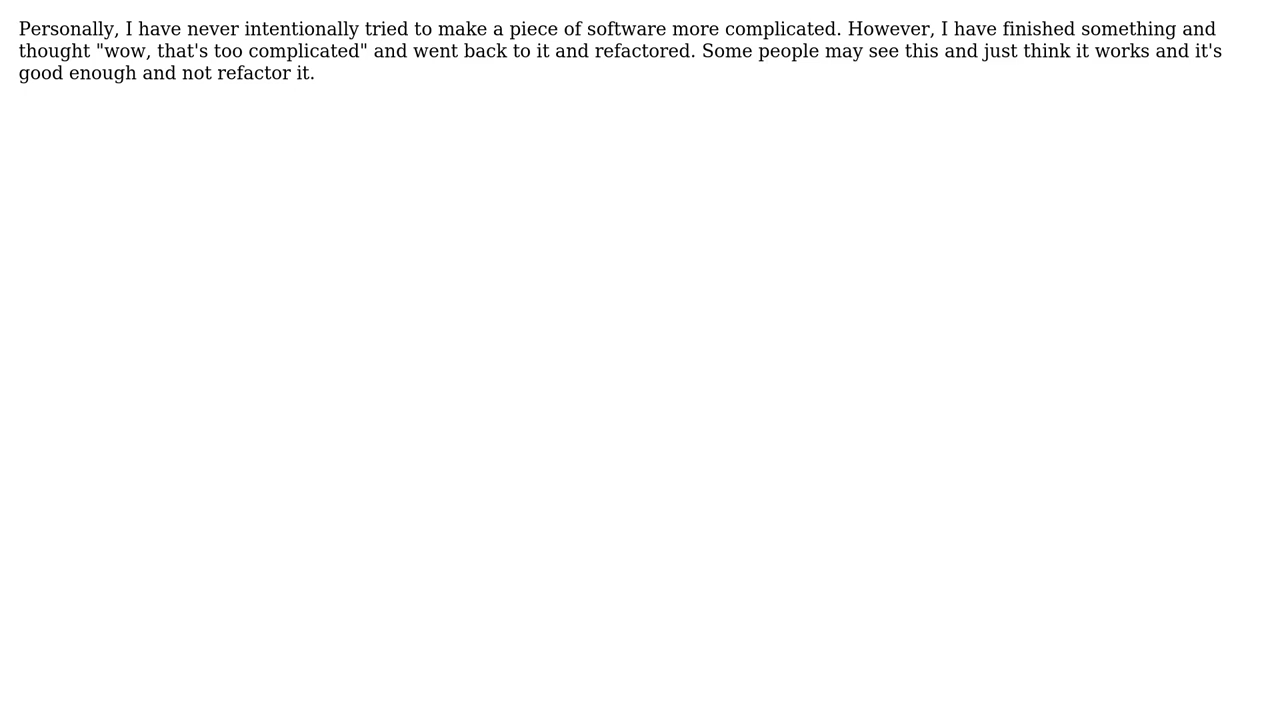 Personally, I have never intentionally tried to make a piece of software more complicated. However, I have finished something and
thought "wow, that's too complicated" and went back to it and refactored. Some people may see this and just think it works and it's
good enough and not refactor it.